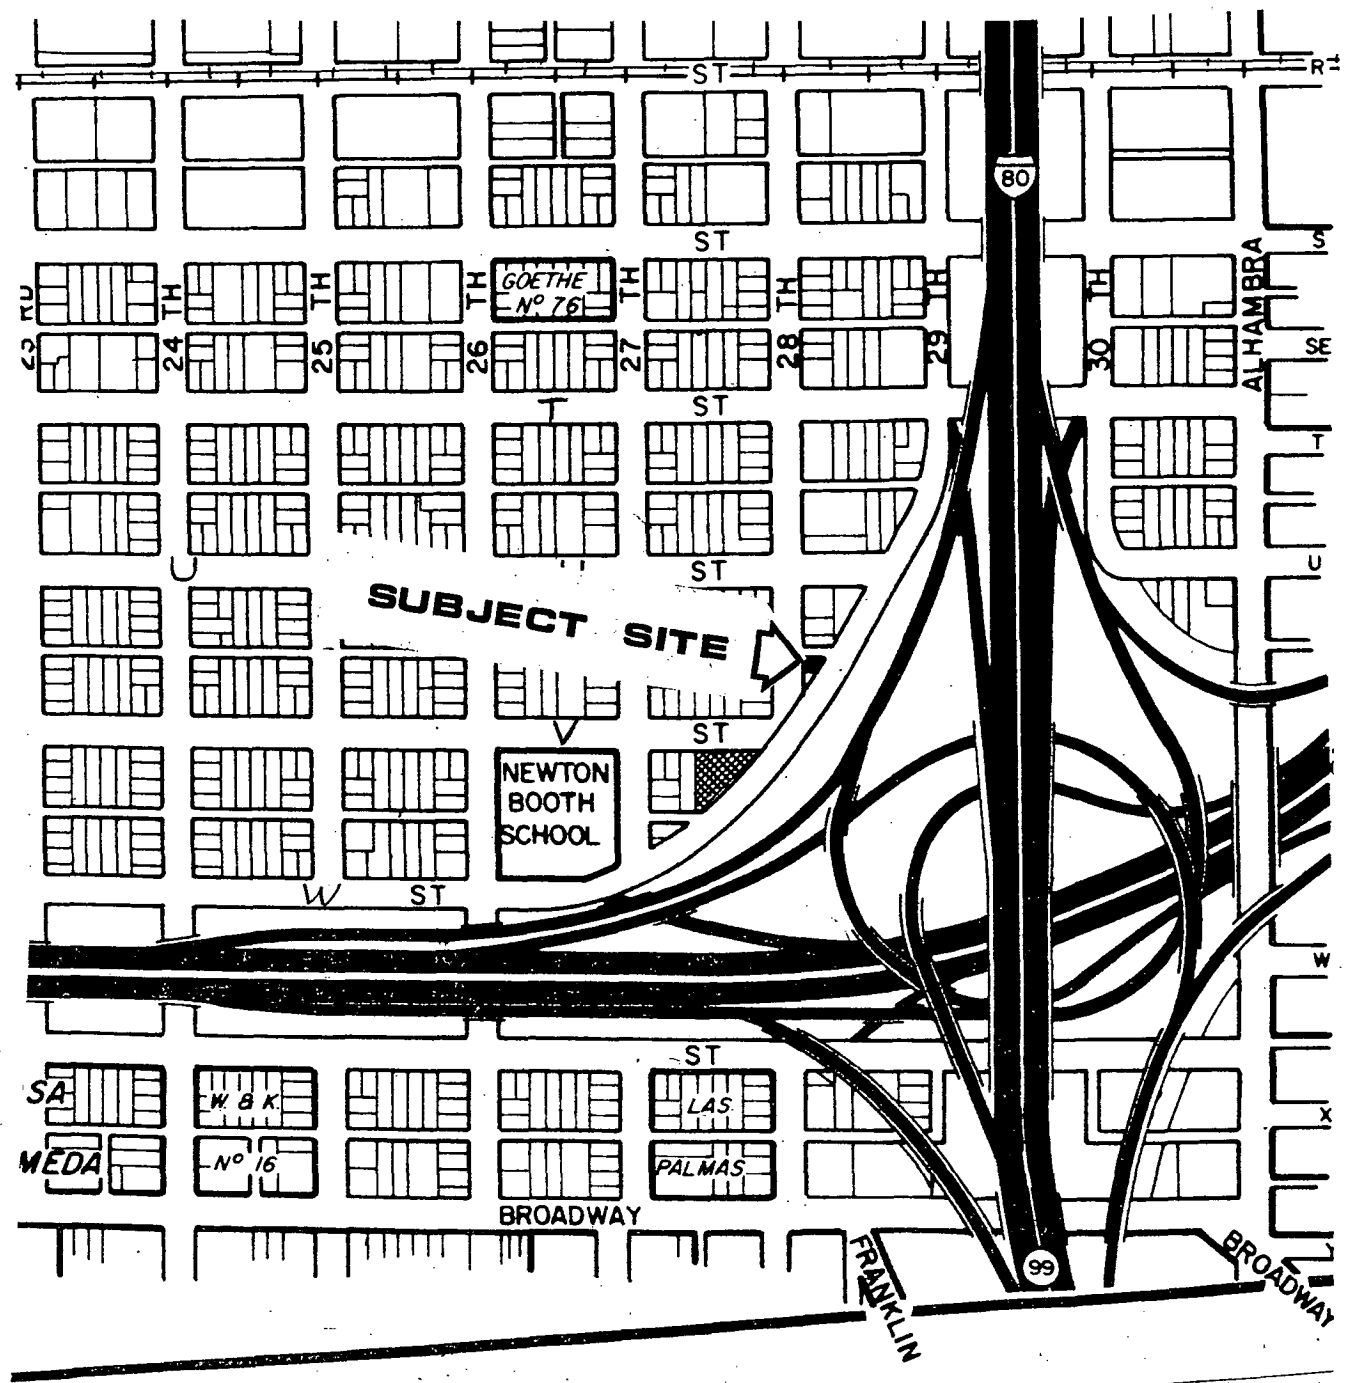 ST
R
80
ST
S
RD
TH
TH
TH
TH
TH
TH
TH
ALHAMBRA
GOETHE
Nº 76
23
24
25
26
27
28
29
30
SE
T
ST
T
U
ST
U
SUBJECT SITE
V
ST
NEWTON
BOOTH
SCHOOL
W
ST
W
ST
SA
W. & K.
LAS
X
MEDA
Nº 16
PALMAS
BROADWAY
FRANKLIN
BROADWAY
99